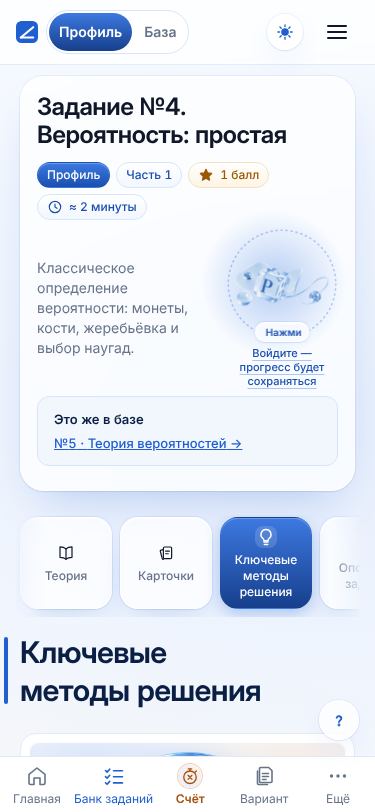 Профиль
База
Задание №4.
Вероятность: простая
Профиль
Часть 1
1 балл
≈ 2 минуты
Классическое
определение
вероятности: монеты,
кости, жеребьёвка и
выбор наугад.
P
Нажми
Войдите —
прогресс будет
сохраняться
Это же в базе
№5 · Теория вероятностей →
Теория
Карточки
Ключевые
методы
решения
Ключевые
методы решения
?
Главная
Банк заданий
Счёт
Вариант
Ещё